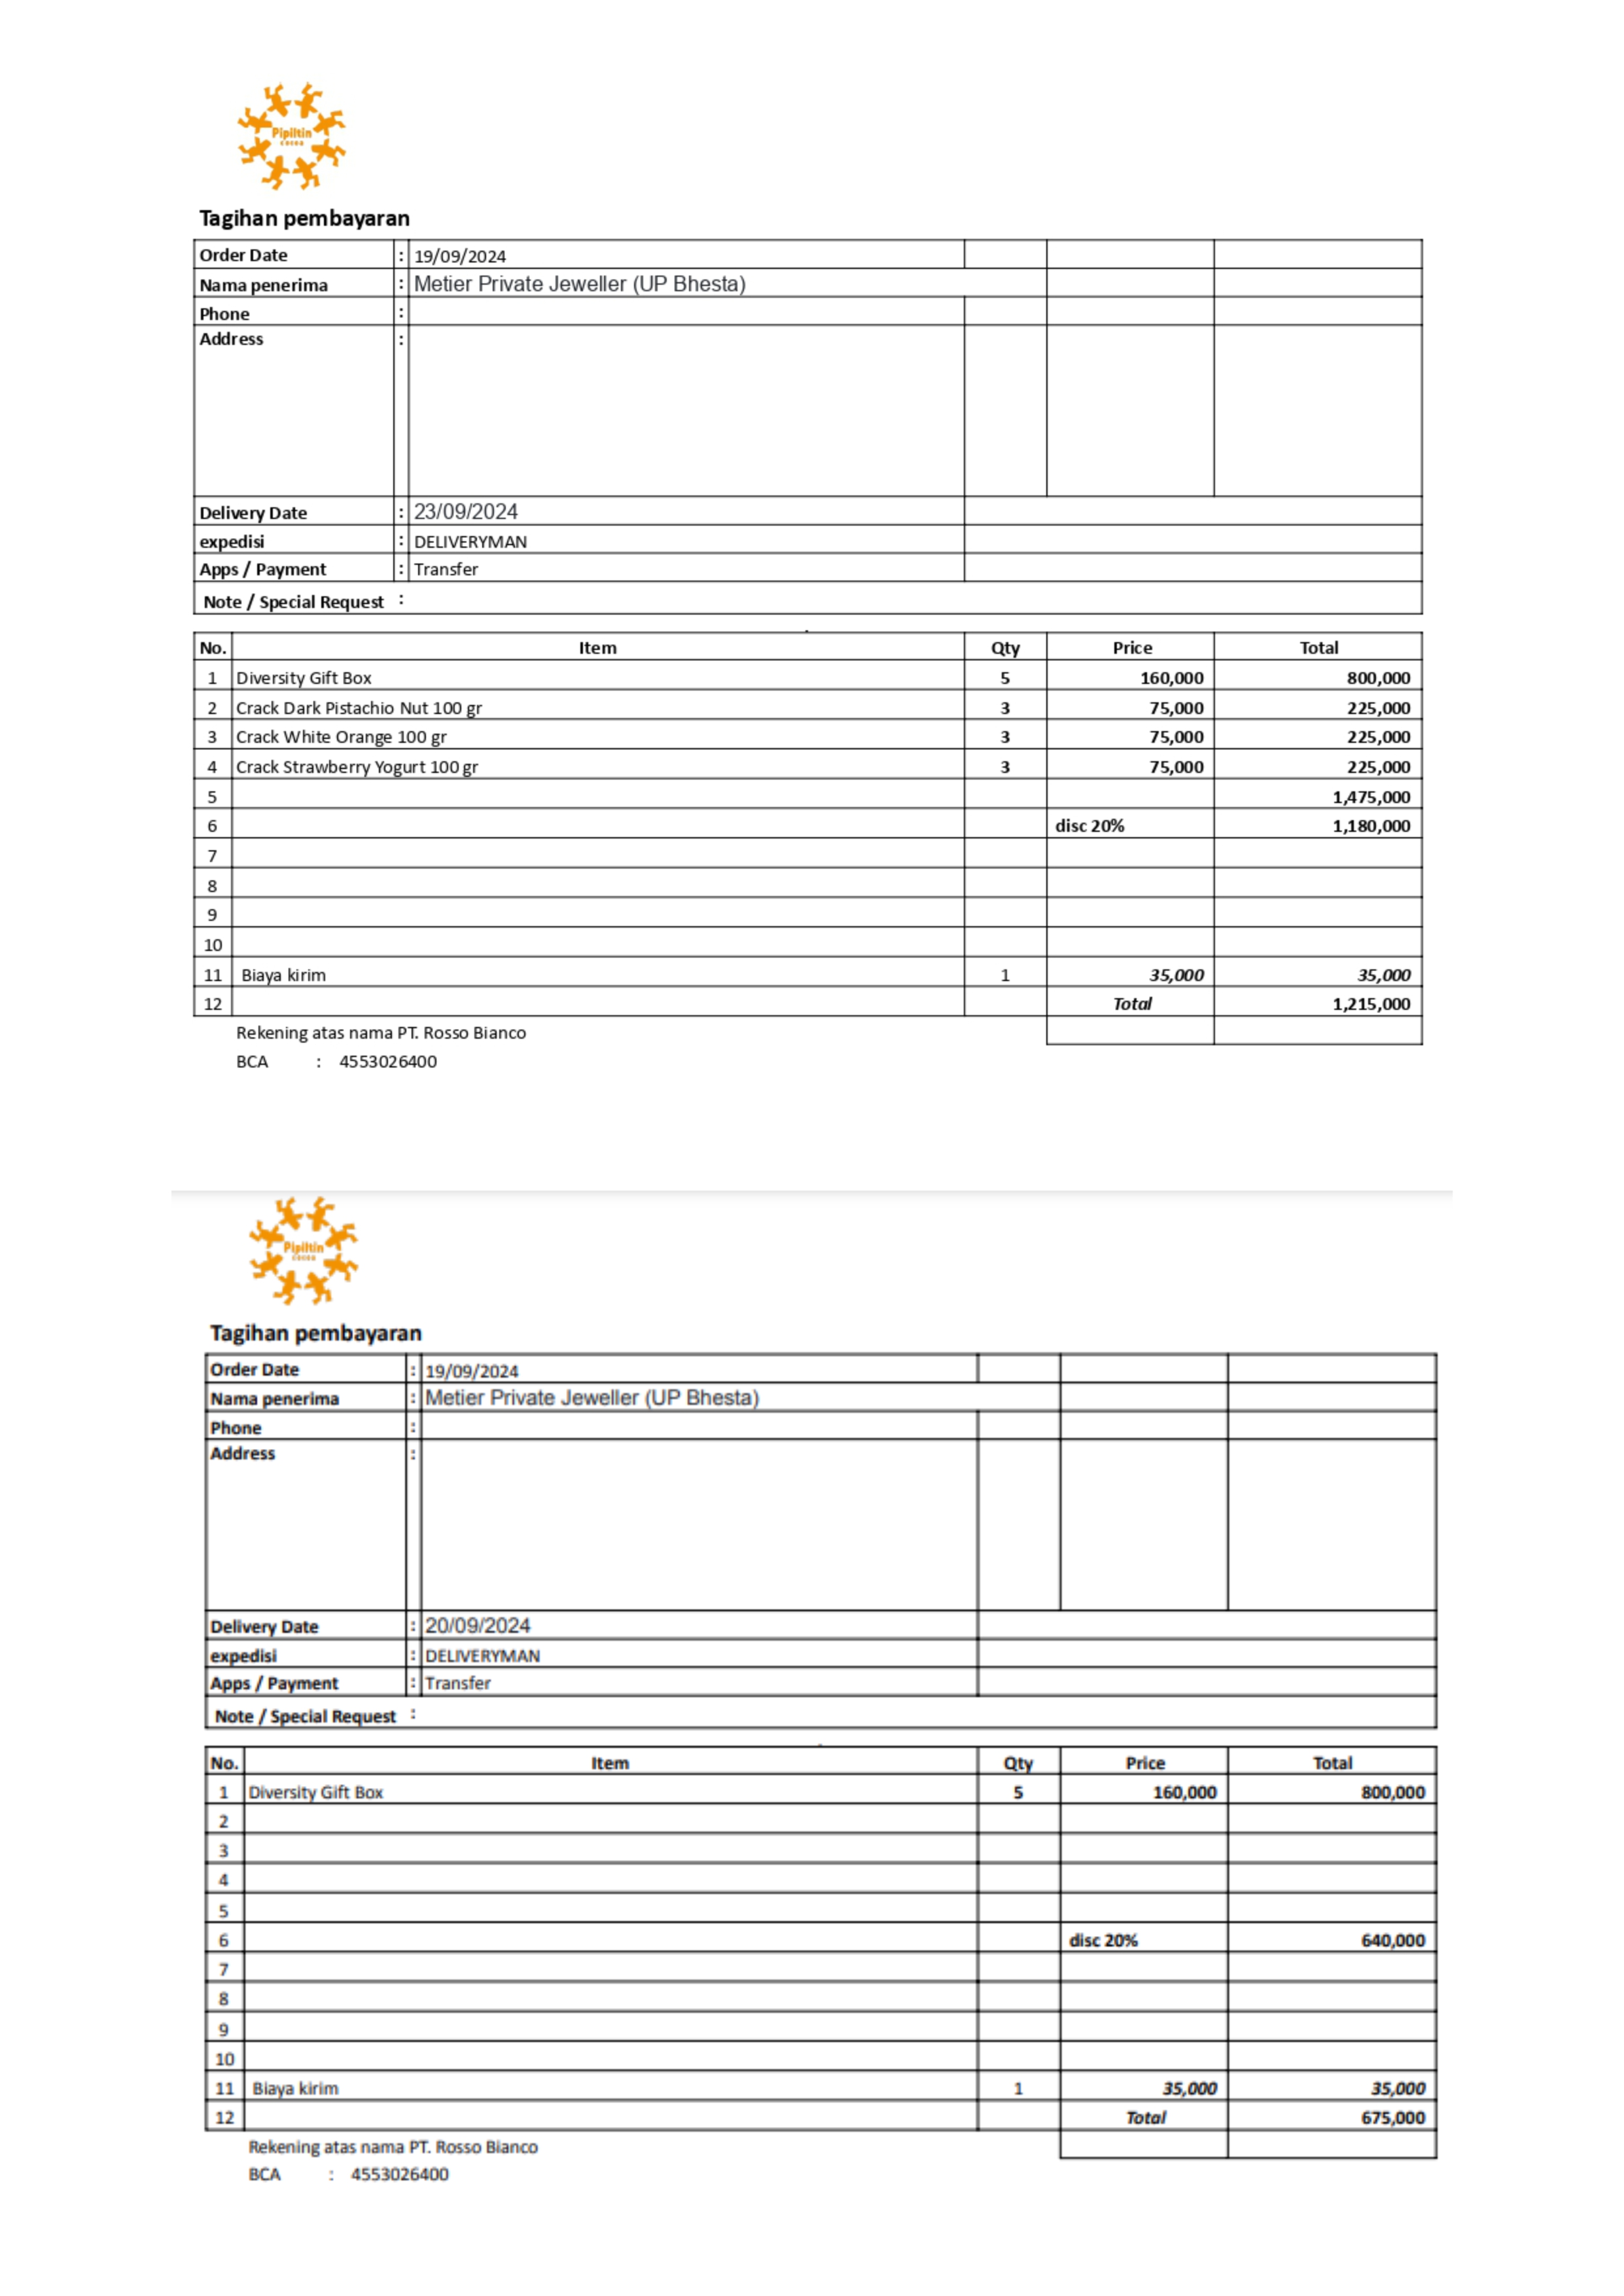 Pipiltin
cocoa
Tagihan pembayaran
Order Date : 19/09/2024
Nama penerima : Metier Private Jeweller (UP Bhesta)
Phone :
Address :
Delivery Date : 23/09/2024
expedisi : DELIVERYMAN
Apps / Payment : Transfer
Note / Special Request :
No. Item Qty Price Total
1 Diversity Gift Box 5 160,000 800,000
2 Crack Dark Pistachio Nut 100 gr 3 75,000 225,000
3 Crack White Orange 100 gr 3 75,000 225,000
4 Crack Strawberry Yogurt 100 gr 3 75,000 225,000
5 1,475,000
6 disc 20% 1,180,000
7
8
9
10
11 Biaya kirim 1 35,000 35,000
12 Total 1,215,000
Rekening atas nama PT. Rosso Bianco
BCA : 4553026400
Pipiltin
cocoa
Tagihan pembayaran
Order Date : 19/09/2024
Nama penerima : Metier Private Jeweller (UP Bhesta)
Phone :
Address :
Delivery Date : 20/09/2024
expedisi : DELIVERYMAN
Apps / Payment : Transfer
Note / Special Request :
No. Item Qty Price Total
1 Diversity Gift Box 5 160,000 800,000
2
3
4
5
6 disc 20% 640,000
7
8
9
10
11 Biaya kirim 1 35,000 35,000
12 Total 675,000
Rekening atas nama PT. Rosso Bianco
BCA : 4553026400